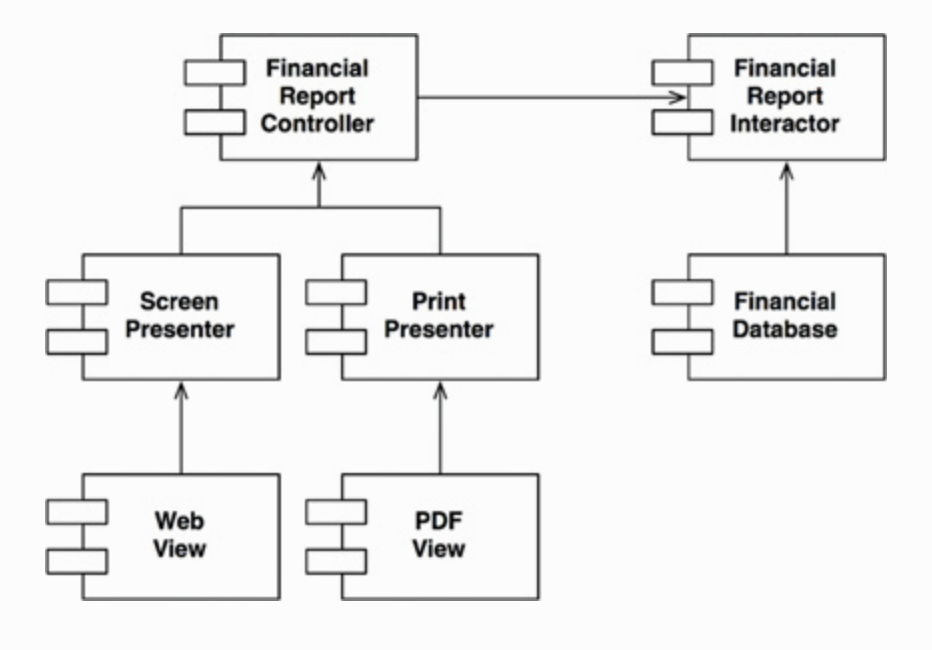 Financial
Report
Controller
Financial
Report
Interactor
Screen
Presenter
Print
Presenter
Financial
Database
Web
View
PDF
View